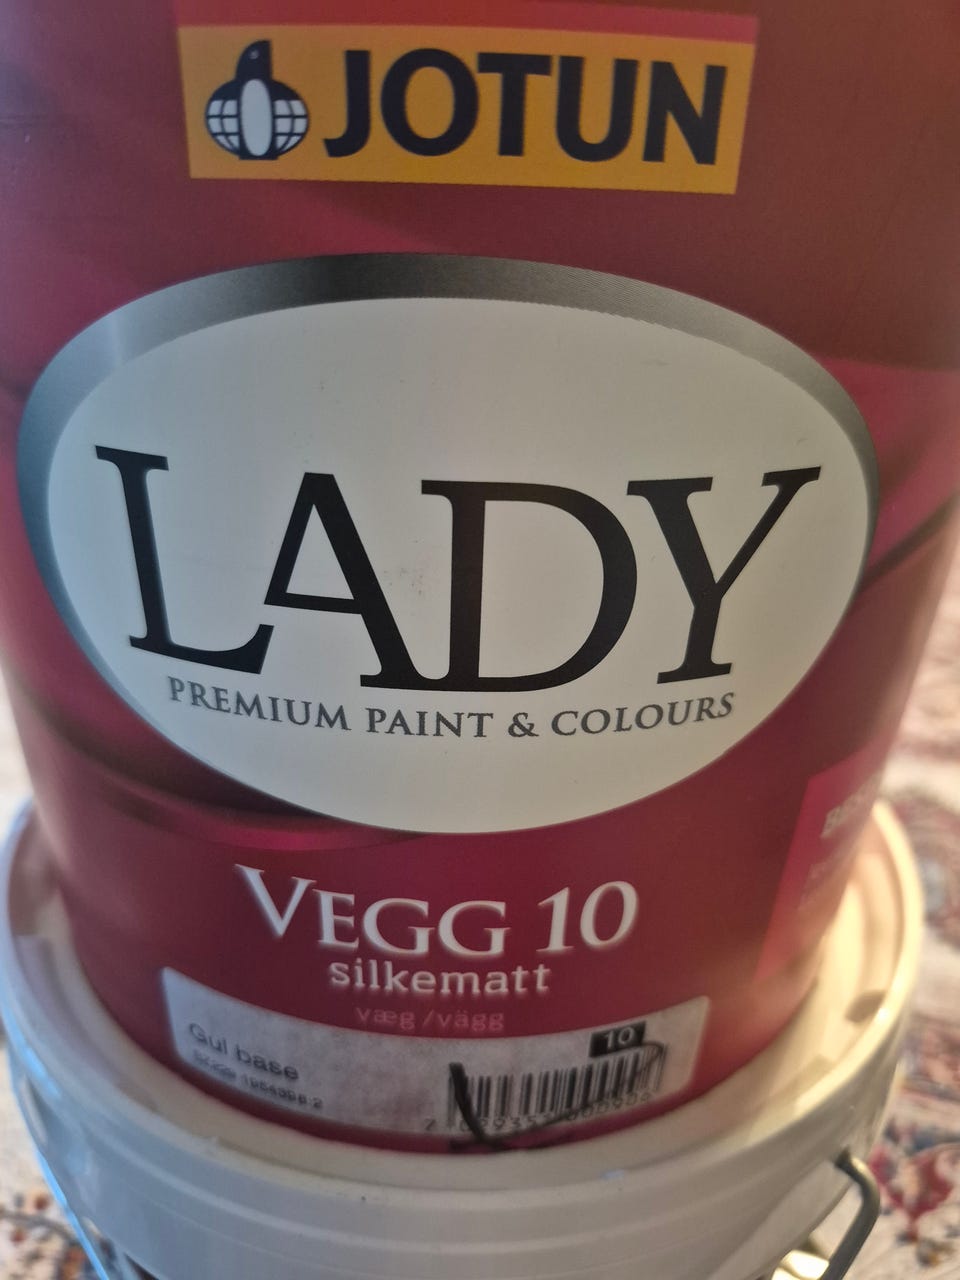 JOTUN
LADY
PREMIUM PAINT & COLOURS
VEGG 10
silkematt
væg / vägg
10
Gul base